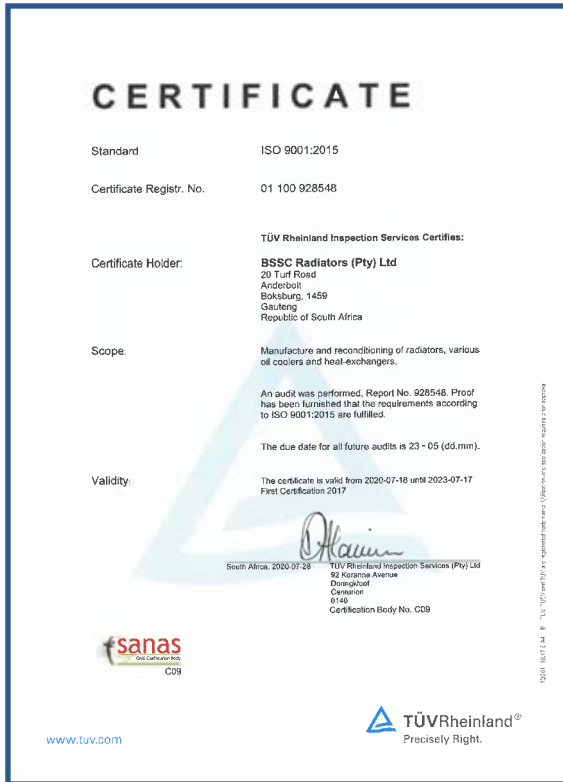 CERTIFICATE
Standard
ISO 9001:2015
Certificate Registr. No.
01 100 928548
TÜV Rheinland Inspection Services Certifies:
Certificate Holder:
BSSC Radiators (Pty) Ltd
20 Turf Road
Anderbolt
Boksburg, 1459
Gauteng
Republic of South Africa
Scope:
Manufacture and reconditioning of radiators, various
oil coolers and heat-exchangers.
An audit was performed, Report No. 928548. Proof
has been furnished that the requirements according
to ISO 9001:2015 are fulfilled.
The due date for all future audits is 23 - 05 (dd.mm).
Validity:
The certificate is valid from 2020-07-18 until 2023-07-17
First Certification 2017
South Africa, 2020-07-28
TÜV Rheinland Inspection Services (Pty) Ltd
92 Koranna Avenue
Doringkloof
Centurion
0140
Certification Body No. C09
sanas
C09
www.tuv.com
TÜVRheinland®
Precisely Right.